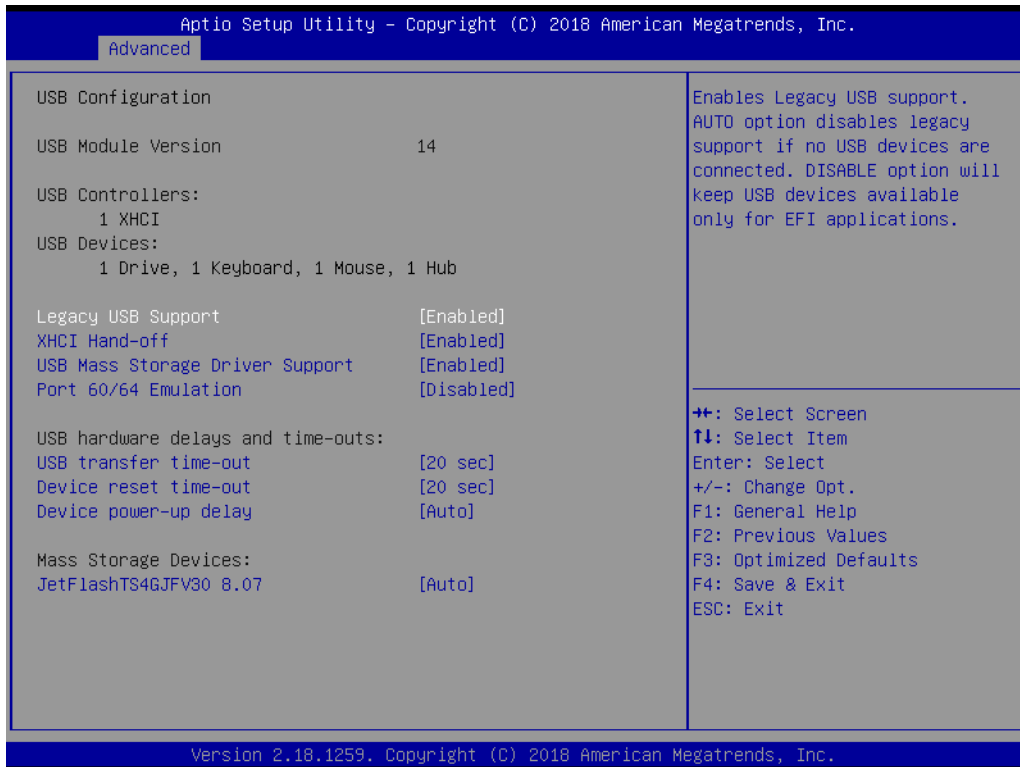 Aptio Setup Utility – Copyright (C) 2018 American Megatrends, Inc.
Advanced
USB Configuration
USB Module Version 14
USB Controllers:
1 XHCI
USB Devices:
1 Drive, 1 Keyboard, 1 Mouse, 1 Hub
Legacy USB Support [Enabled]
XHCI Hand-off [Enabled]
USB Mass Storage Driver Support [Enabled]
Port 60/64 Emulation [Disabled]
USB hardware delays and time-outs:
USB transfer time-out [20 sec]
Device reset time-out [20 sec]
Device power-up delay [Auto]
Mass Storage Devices:
JetFlashTS4GJFV30 8.07 [Auto]
Enables Legacy USB support.
AUTO option disables legacy
support if no USB devices are
connected. DISABLE option will
keep USB devices available
only for EFI applications.
→←: Select Screen
↑↓: Select Item
Enter: Select
+/-: Change Opt.
F1: General Help
F2: Previous Values
F3: Optimized Defaults
F4: Save & Exit
ESC: Exit
Version 2.18.1259. Copyright (C) 2018 American Megatrends, Inc.